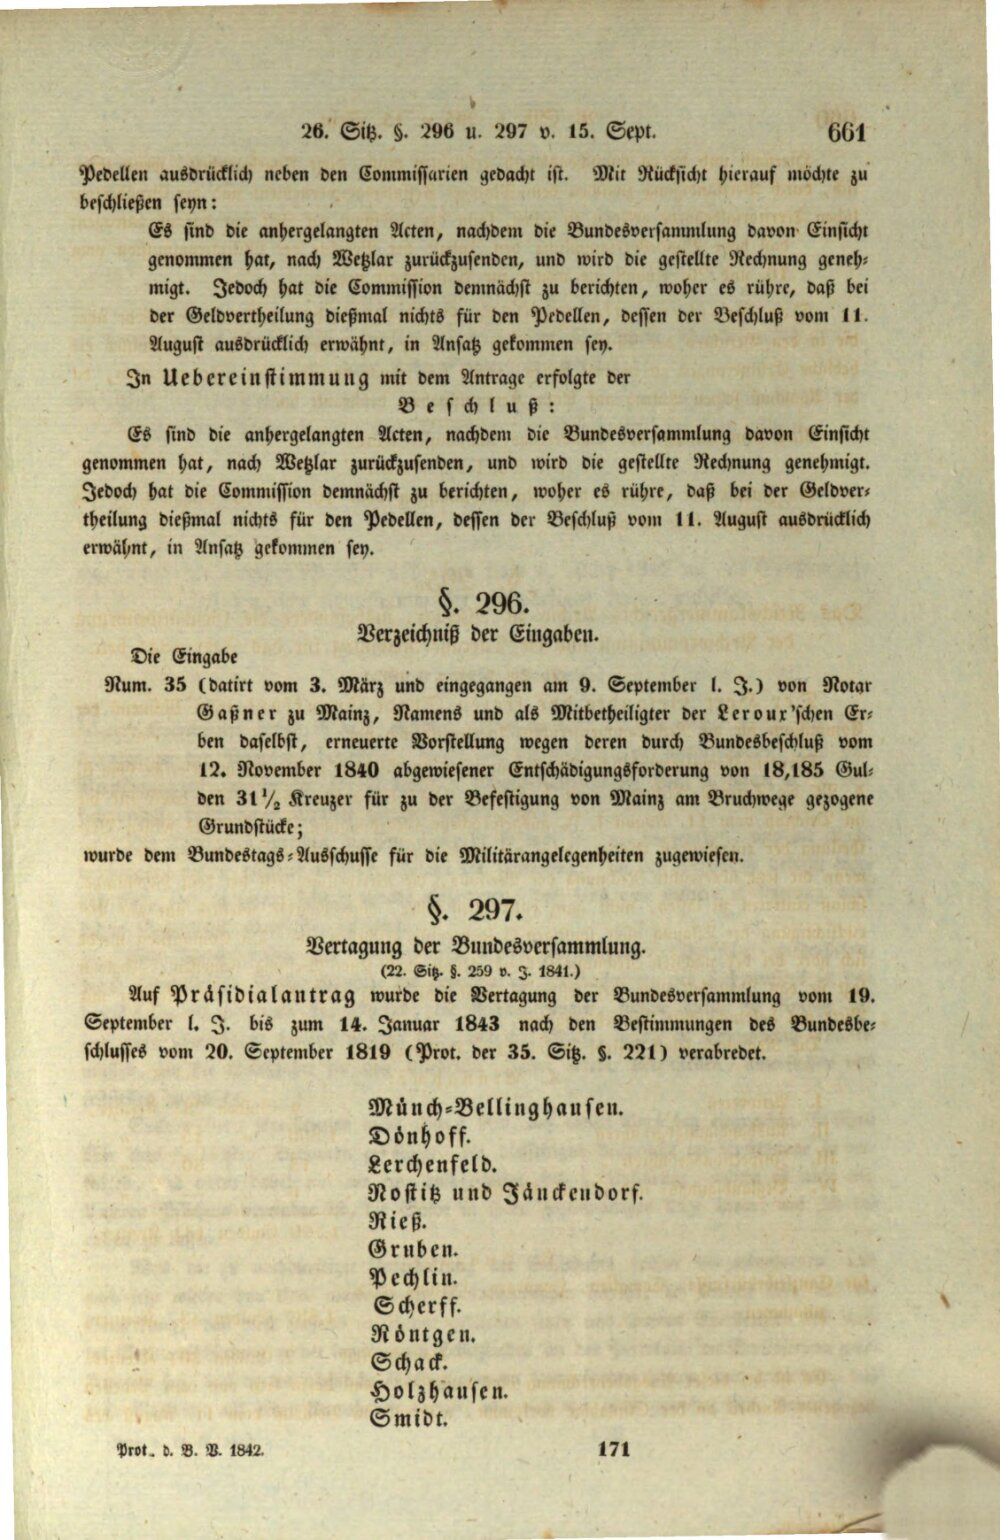 26. Sitz. §. 296 u. 297 v. 15. Sept. 661
Pedellen ausdrücklich neben den Commissarien gedacht ist. Mit Rücksicht hierauf möchte zu
beschließen seyn:
Es sind die anhergelangten Acten, nachdem die Bundesversammlung davon Einsicht
genommen hat, nach Wetzlar zurückzusenden, und wird die gestellte Rechnung geneh-
migt. Jedoch hat die Commission demnächst zu berichten, woher es rühre, daß bei
der Geldvertheilung dießmal nichts für den Pedellen, dessen der Beschluß vom 11.
August ausdrücklich erwähnt, in Ansatz gekommen sey.
In Uebereinstimmung mit dem Antrage erfolgte der
Beschluß:
Es sind die anhergelangten Acten, nachdem die Bundesversammlung davon Einsicht
genommen hat, nach Wetzlar zurückzusenden, und wird die gestellte Rechnung genehmigt.
Jedoch hat die Commission demnächst zu berichten, woher es rühre, daß bei der Geldver-
theilung dießmal nichts für den Pedellen, dessen der Beschluß vom 11. August ausdrücklich
erwähnt, in Ansatz gekommen sey.
§. 296.
Verzeichniß der Eingaben.
Die Eingabe
Num. 35 (datirt vom 3. März und eingegangen am 9. September l. J.) von Notar
Gaßner zu Mainz, Namens und als Mitbetheiligter der Leroux'schen Er-
ben daselbst, erneuerte Vorstellung wegen deren durch Bundesbeschluß vom
12. November 1840 abgewiesener Entschädigungsforderung von 18,185 Gul-
den 31½ Kreuzer für zu der Befestigung von Mainz am Bruchwege gezogene
Grundstücke;
wurde dem Bundestags-Ausschusse für die Militärangelegenheiten zugewiesen.
§. 297.
Vertagung der Bundesversammlung.
(22. Sitz. §. 259 v. J. 1841.)
Auf Präsidialantrag wurde die Vertagung der Bundesversammlung vom 19.
September l. J. bis zum 14. Januar 1843 nach den Bestimmungen des Bundesbe-
schlusses vom 20. September 1819 (Prot. der 35. Sitz. §. 221) verabredet.
Münch-Bellinghausen.
Dönhoff.
Lerchenfeld.
Nostitz und Jänckendorf.
Rieß.
Gruben.
Pechlin.
Scherff.
Röntgen.
Schack.
Holzhausen.
Smidt.
Prot. d. B. V. 1842. 171